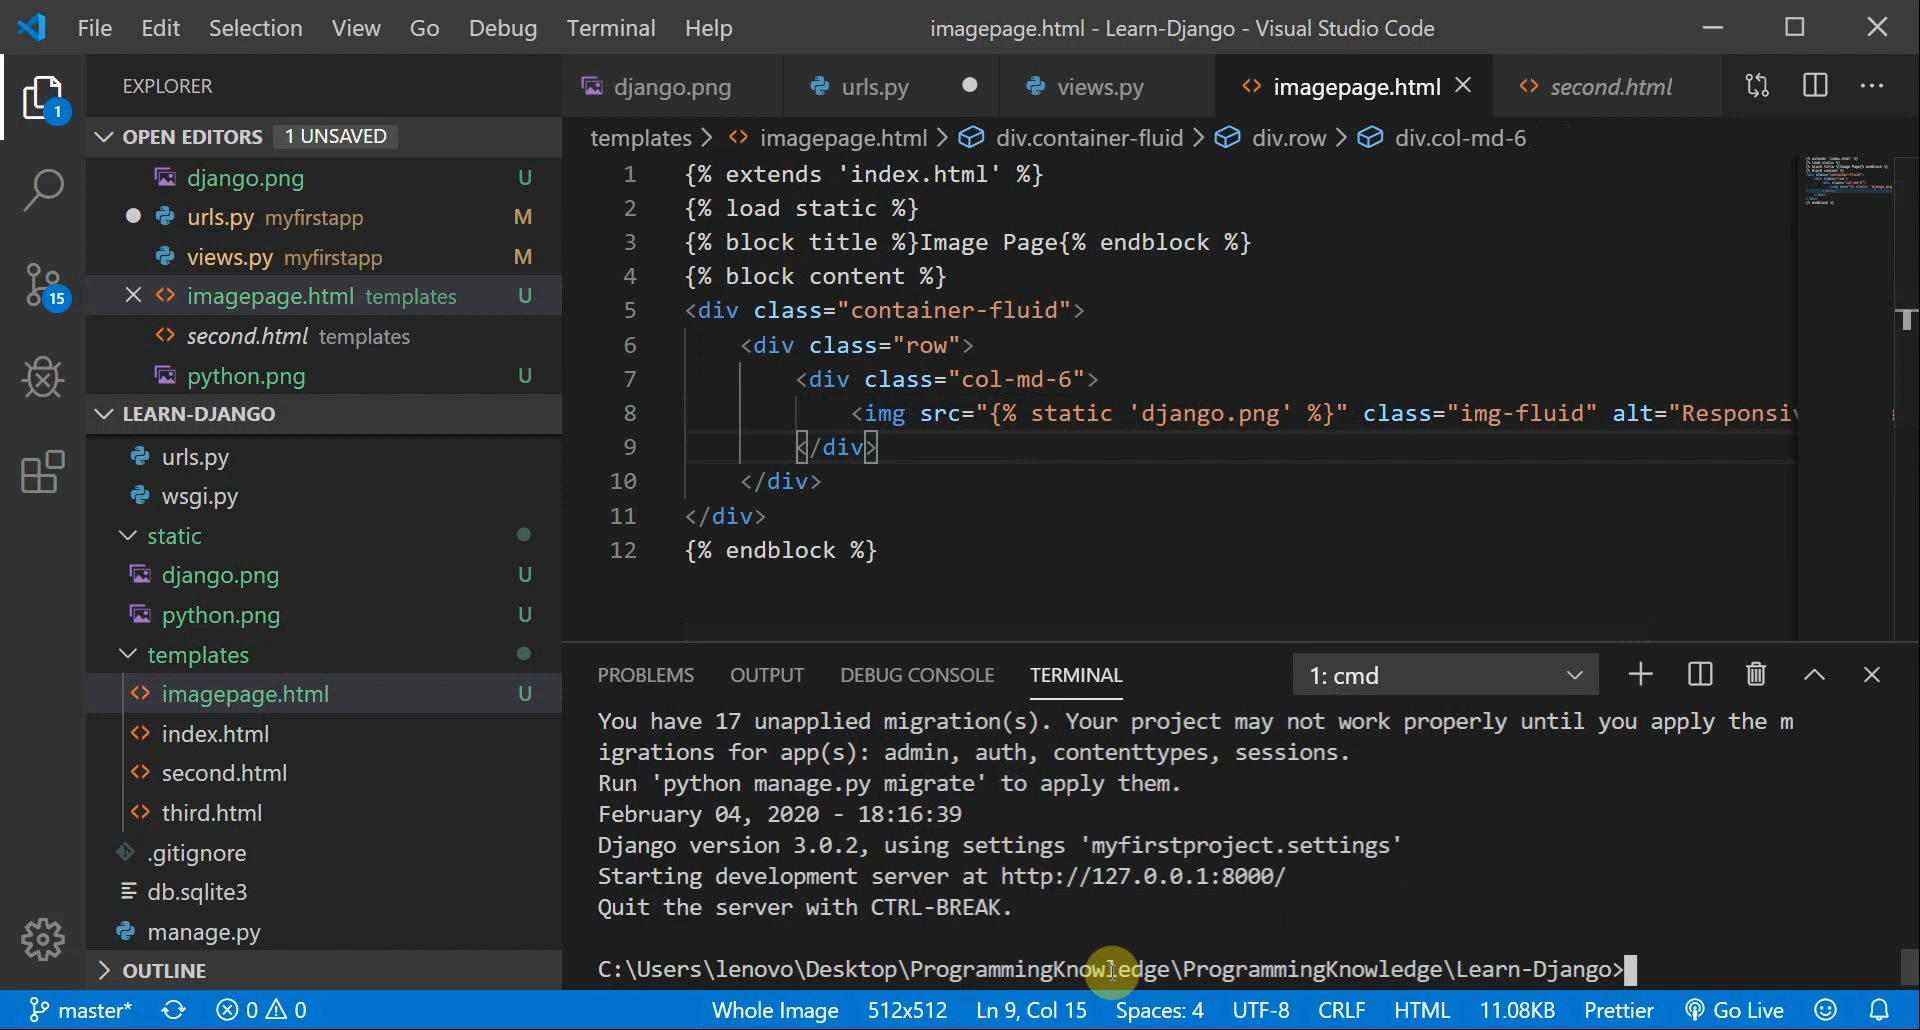 File Edit Selection View Go Debug Terminal Help
imagepage.html - Learn-Django - Visual Studio Code
EXPLORER
1
OPEN EDITORS 1 UNSAVED
django.png U
urls.py myfirstapp M
views.py myfirstapp M
imagepage.html templates U
second.html templates
python.png U
15
LEARN-DJANGO
urls.py
wsgi.py
static
django.png U
python.png U
templates
imagepage.html U
index.html
second.html
third.html
.gitignore
db.sqlite3
manage.py
OUTLINE
django.png urls.py views.py imagepage.html second.html
templates > imagepage.html > div.container-fluid > div.row > div.col-md-6
1 {% extends 'index.html' %}
2 {% load static %}
3 {% block title %}Image Page{% endblock %}
4 {% block content %}
5 <div class="container-fluid">
6 <div class="row">
7 <div class="col-md-6">
8 <img src="{% static 'django.png' %}" class="img-fluid" alt="Responsiv
9 </div>
10 </div>
11 </div>
12 {% endblock %}
PROBLEMS OUTPUT DEBUG CONSOLE TERMINAL 1: cmd
You have 17 unapplied migration(s). Your project may not work properly until you apply the m
igrations for app(s): admin, auth, contenttypes, sessions.
Run 'python manage.py migrate' to apply them.
February 04, 2020 - 18:16:39
Django version 3.0.2, using settings 'myfirstproject.settings'
Starting development server at http://127.0.0.1:8000/
Quit the server with CTRL-BREAK.
C:\Users\lenovo\Desktop\ProgrammingKnowledge\ProgrammingKnowledge\Learn-Django>
master* 0 0 Whole Image 512x512 Ln 9, Col 15 Spaces: 4 UTF-8 CRLF HTML 11.08KB Prettier Go Live